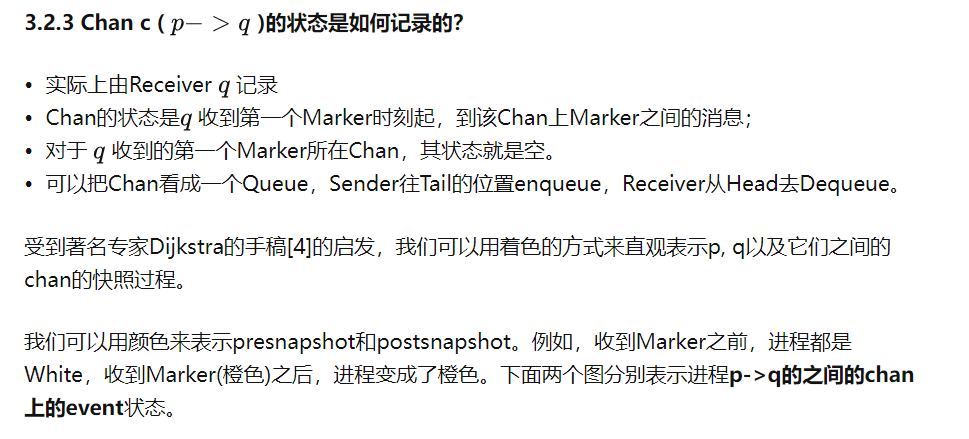 3.2.3 Chan c ( p− > q )的状态是如何记录的？
• 实际上由Receiver q 记录
• Chan的状态是q 收到第一个Marker时刻起，到该Chan上Marker之间的消息；
• 对于 q 收到的第一个Marker所在Chan，其状态就是空。
• 可以把Chan看成一个Queue，Sender往Tail的位置enqueue，Receiver从Head去Dequeue。
受到著名专家Dijkstra的手稿[4]的启发，我们可以用着色的方式来直观表示p, q以及它们之间的
chan的快照过程。
我们可以用颜色来表示presnapshot和postsnapshot。例如，收到Marker之前，进程都是
White，收到Marker(橙色)之后，进程变成了橙色。下面两个图分别表示进程p->q的之间的chan
上的event状态。